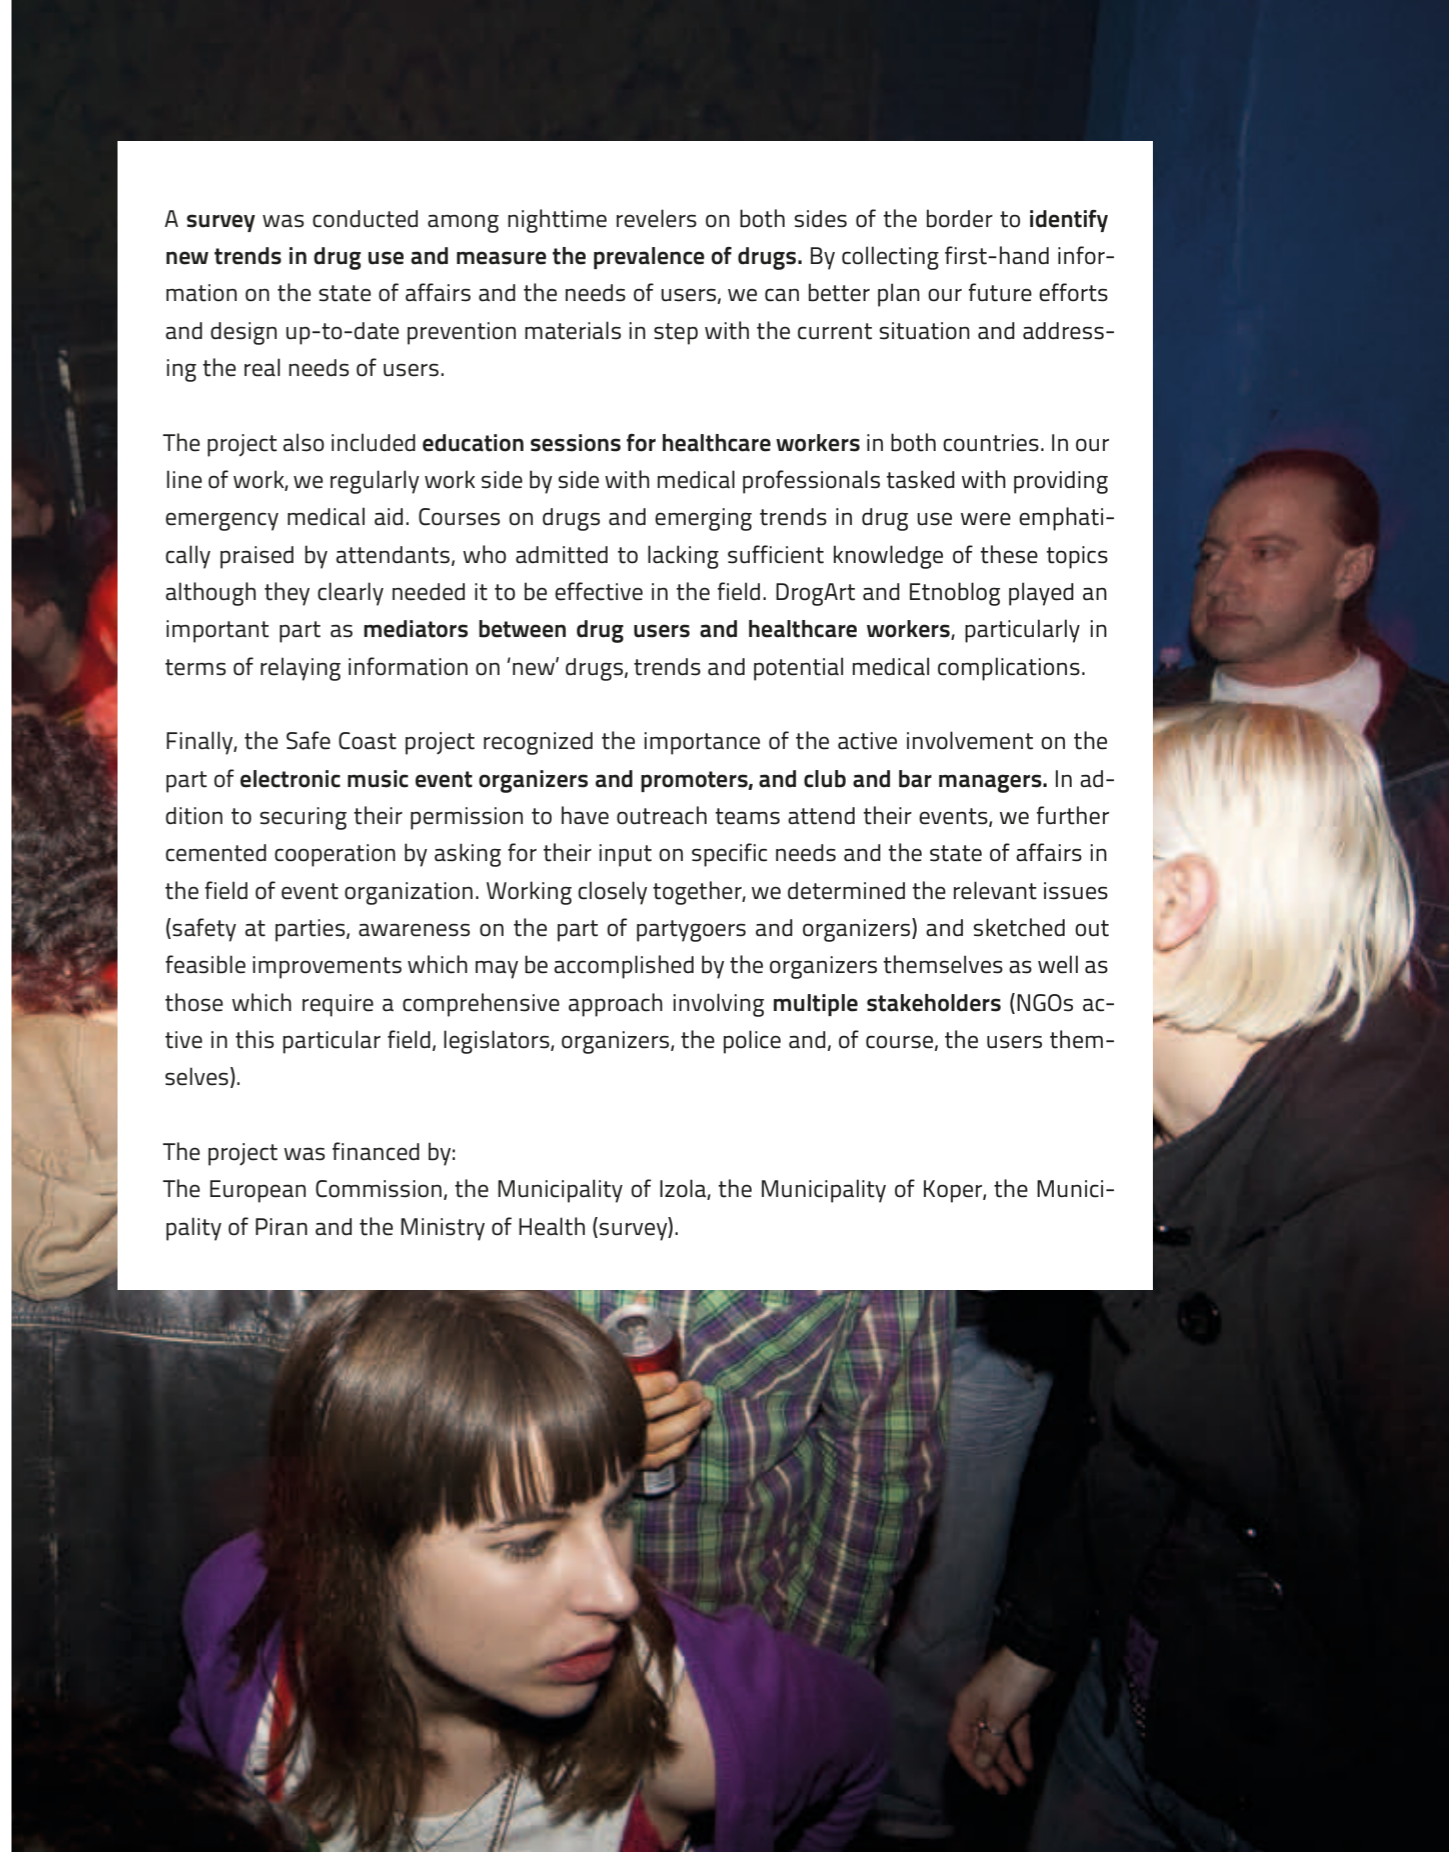 A survey was conducted among nighttime revelers on both sides of the border to identify
new trends in drug use and measure the prevalence of drugs. By collecting first-hand infor-
mation on the state of affairs and the needs of users, we can better plan our future efforts
and design up-to-date prevention materials in step with the current situation and address-
ing the real needs of users.
The project also included education sessions for healthcare workers in both countries. In our
line of work, we regularly work side by side with medical professionals tasked with providing
emergency medical aid. Courses on drugs and emerging trends in drug use were emphati-
cally praised by attendants, who admitted to lacking sufficient knowledge of these topics
although they clearly needed it to be effective in the field. DrogArt and Etnoblog played an
important part as mediators between drug users and healthcare workers, particularly in
terms of relaying information on ‘new’ drugs, trends and potential medical complications.
Finally, the Safe Coast project recognized the importance of the active involvement on the
part of electronic music event organizers and promoters, and club and bar managers. In ad-
dition to securing their permission to have outreach teams attend their events, we further
cemented cooperation by asking for their input on specific needs and the state of affairs in
the field of event organization. Working closely together, we determined the relevant issues
(safety at parties, awareness on the part of partygoers and organizers) and sketched out
feasible improvements which may be accomplished by the organizers themselves as well as
those which require a comprehensive approach involving multiple stakeholders (NGOs ac-
tive in this particular field, legislators, organizers, the police and, of course, the users them-
selves).
The project was financed by:
The European Commission, the Municipality of Izola, the Municipality of Koper, the Munici-
pality of Piran and the Ministry of Health (survey).